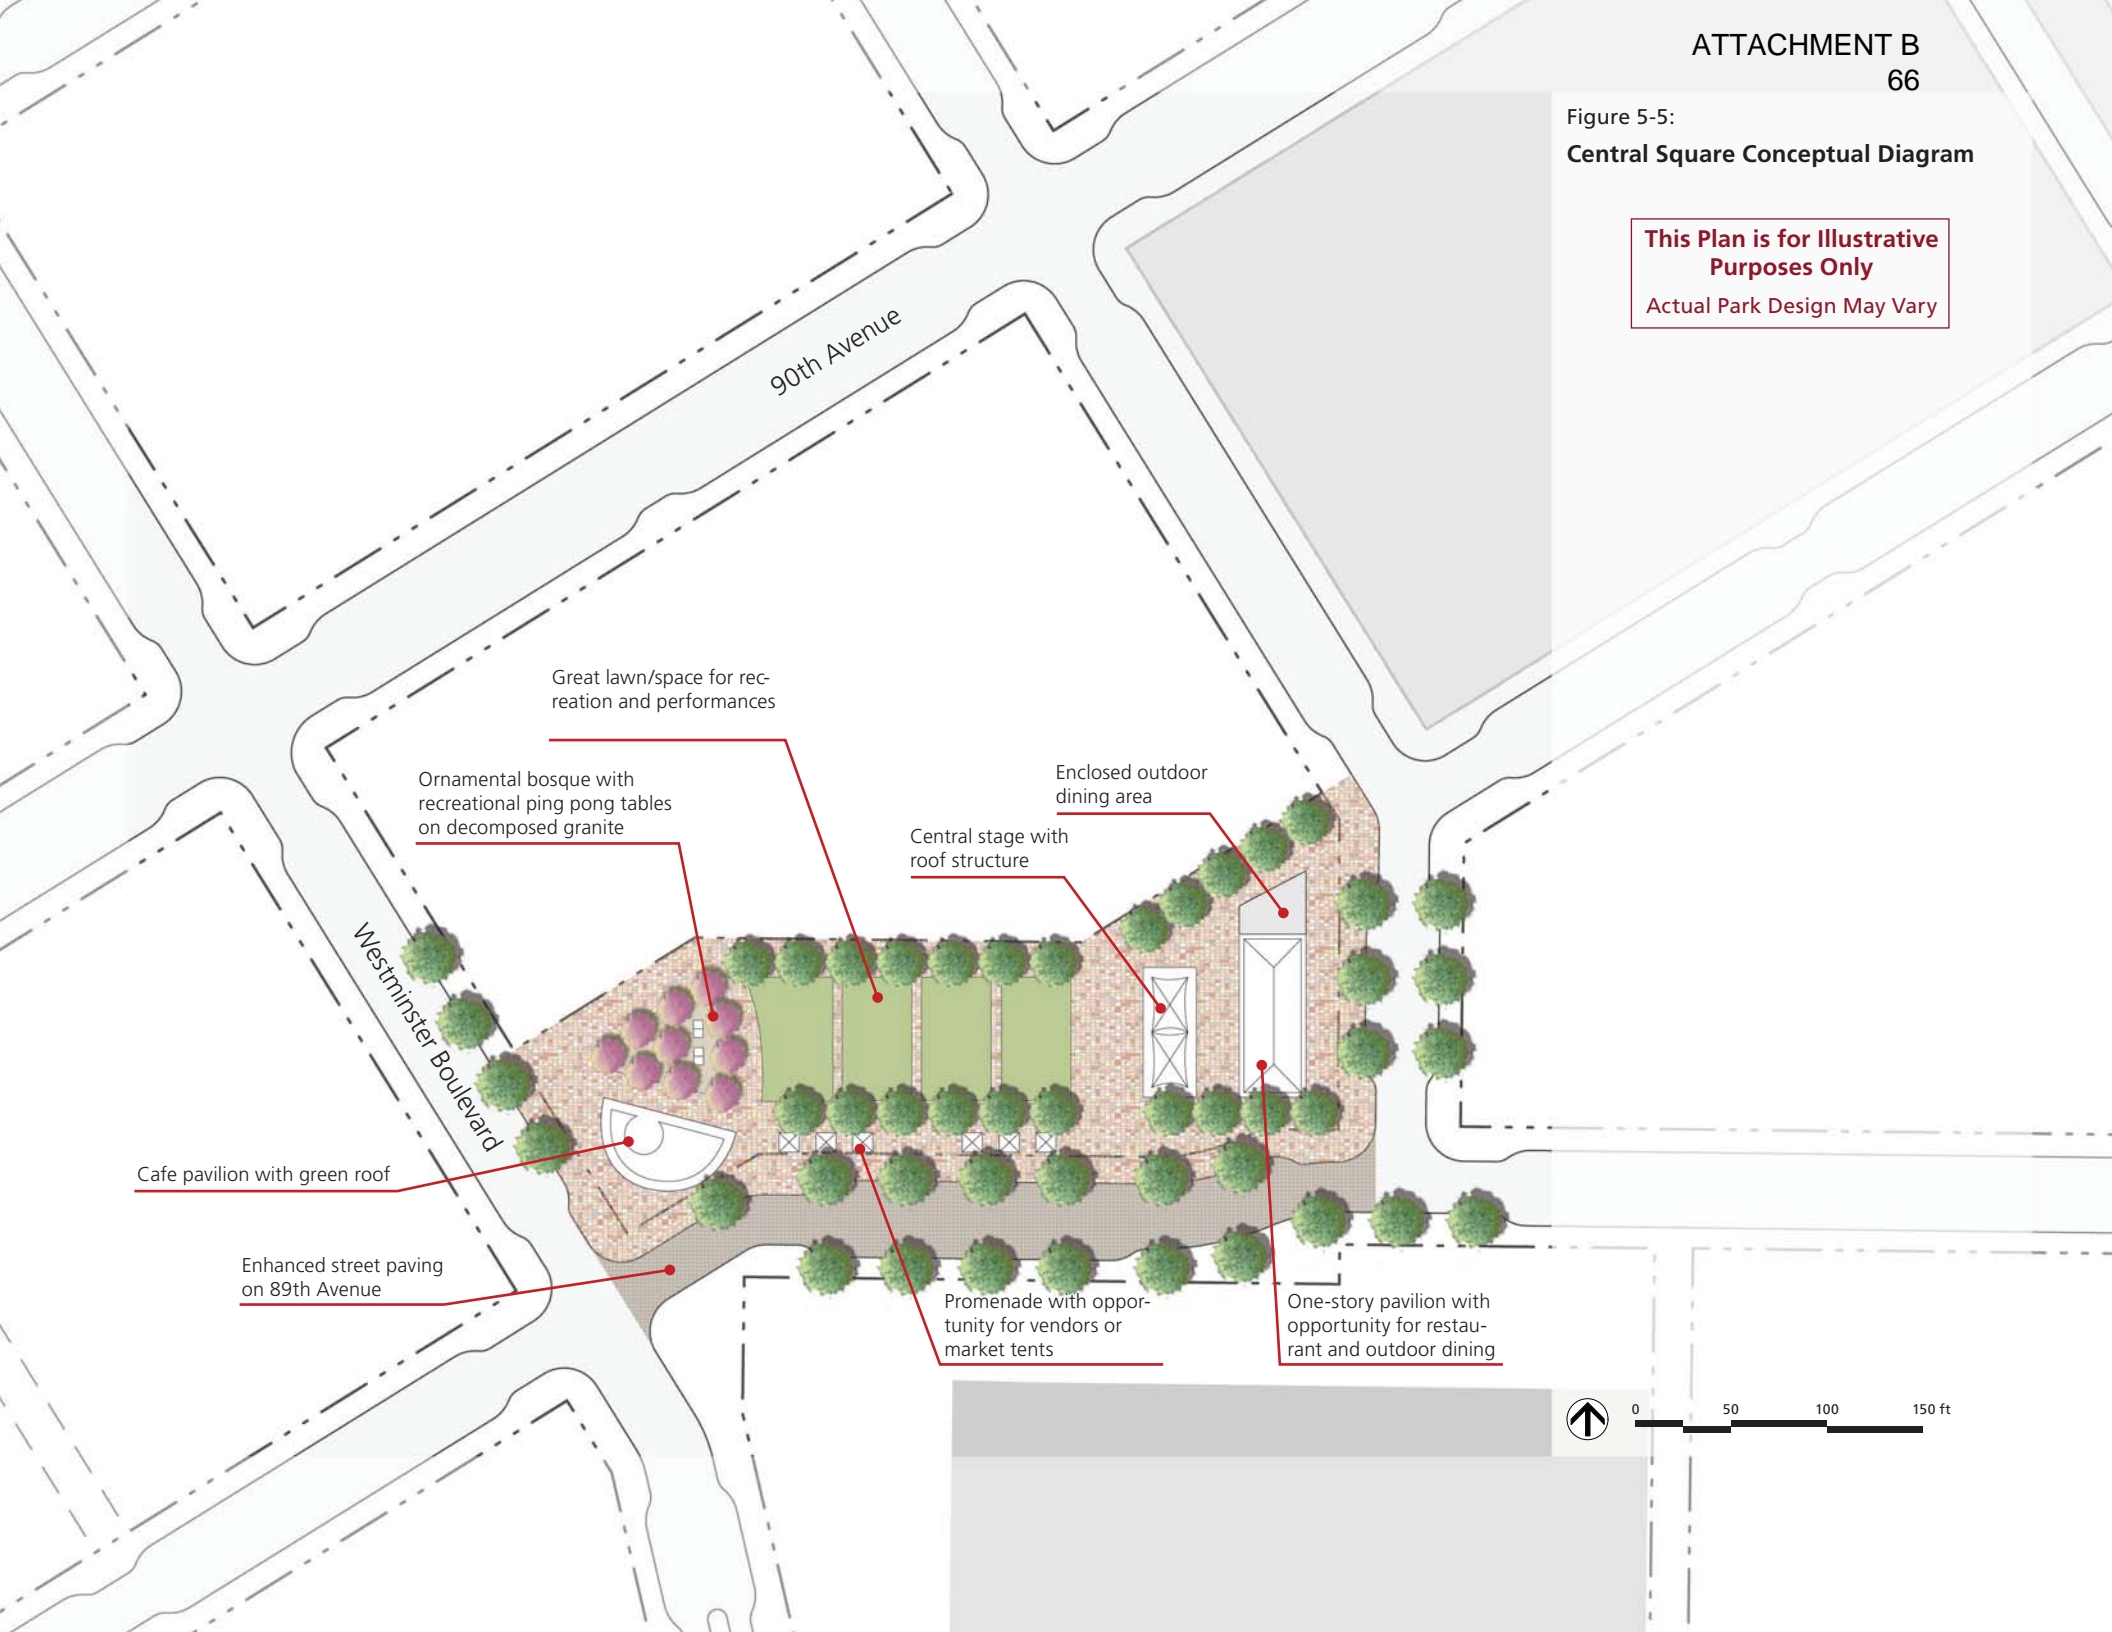 ATTACHMENT B
66
Figure 5-5:
Central Square Conceptual Diagram
This Plan is for Illustrative
Purposes Only
Actual Park Design May Vary
90th Avenue
Great lawn/space for rec-
reation and performances
Ornamental bosque with
recreational ping pong tables
on decomposed granite
Enclosed outdoor
dining area
Central stage with
roof structure
Westminster Boulevard
Cafe pavilion with green roof
Enhanced street paving
on 89th Avenue
Promenade with oppor-
tunity for vendors or
market tents
One-story pavilion with
opportunity for restau-
rant and outdoor dining
0 50 100 150 ft